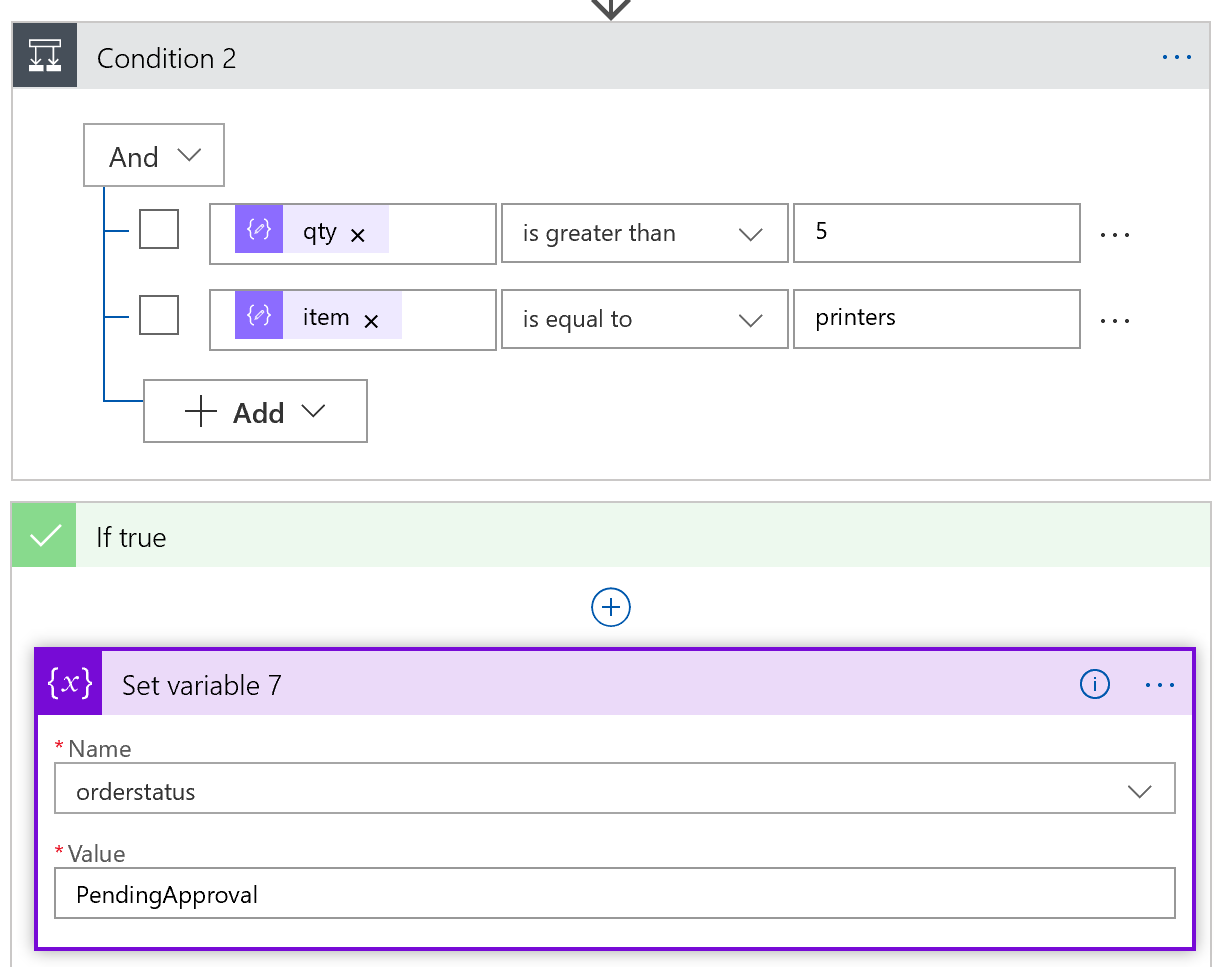 Condition 2
And
qty is greater than 5
item is equal to printers
Add
If true
{x} Set variable 7
* Name
orderstatus
* Value
PendingApproval